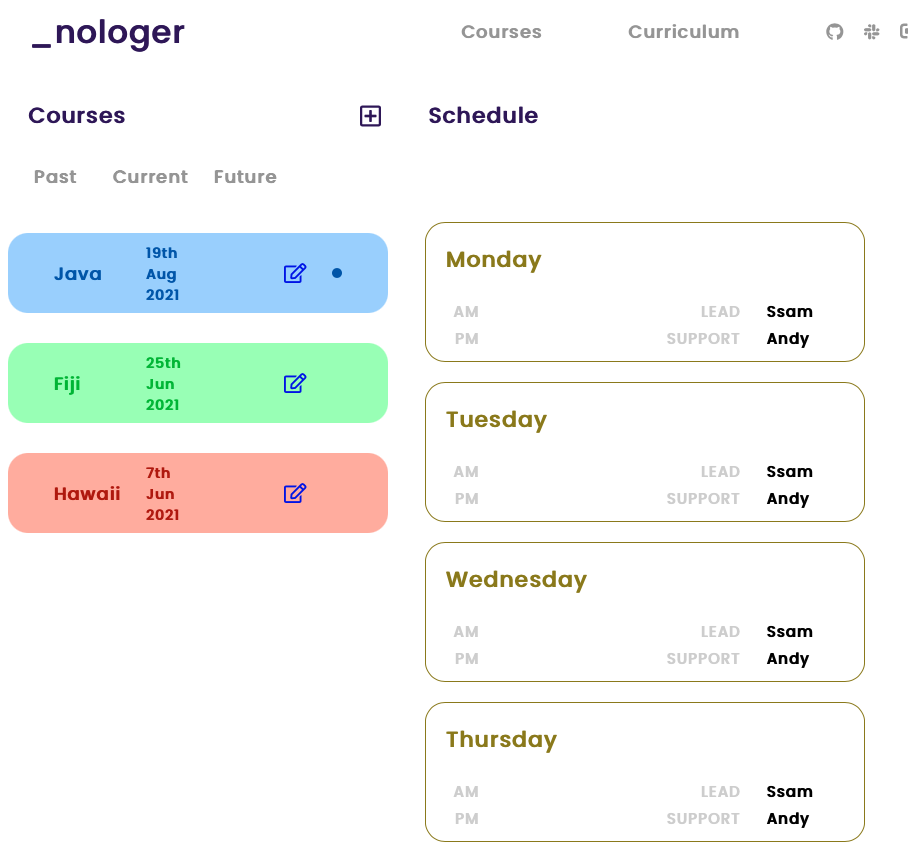 _nologer
Courses Curriculum
Courses
Schedule
Past Current Future
Java
19th
Aug
2021
Fiji
25th
Jun
2021
Hawaii
7th
Jun
2021
Monday
AM LEAD Ssam
PM SUPPORT Andy
Tuesday
AM LEAD Ssam
PM SUPPORT Andy
Wednesday
AM LEAD Ssam
PM SUPPORT Andy
Thursday
AM LEAD Ssam
PM SUPPORT Andy